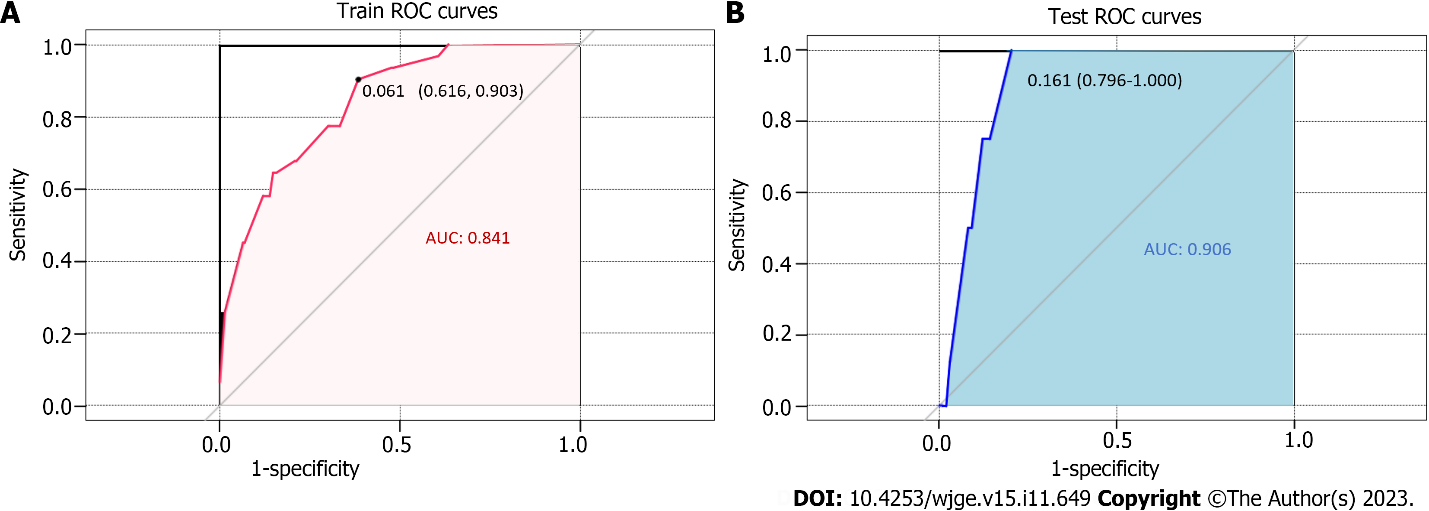 A
Train ROC curves
Sensitivity
1.0
0.8
0.6
0.4
0.2
0.0
0.061 (0.616, 0.903)
AUC: 0.841
0.0 0.5 1.0
1-specificity
B
Test ROC curves
Sensitivity
1.0
0.8
0.6
0.4
0.2
0.0
0.161 (0.796-1.000)
AUC: 0.906
0.0 0.5 1.0
1-specificity
DOI: 10.4253/wjge.v15.i11.649 Copyright ©The Author(s) 2023.